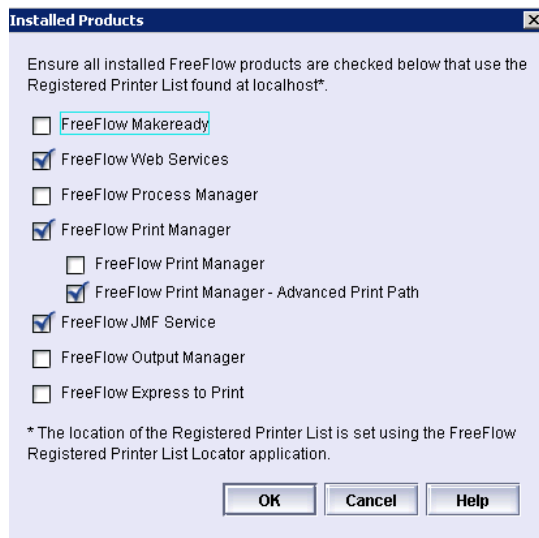 Installed Products
Ensure all installed FreeFlow products are checked below that use the
Registered Printer List found at localhost*.
FreeFlow Makeready
FreeFlow Web Services
FreeFlow Process Manager
FreeFlow Print Manager
FreeFlow Print Manager
FreeFlow Print Manager - Advanced Print Path
FreeFlow JMF Service
FreeFlow Output Manager
FreeFlow Express to Print
* The location of the Registered Printer List is set using the FreeFlow
Registered Printer List Locator application.
OK Cancel Help